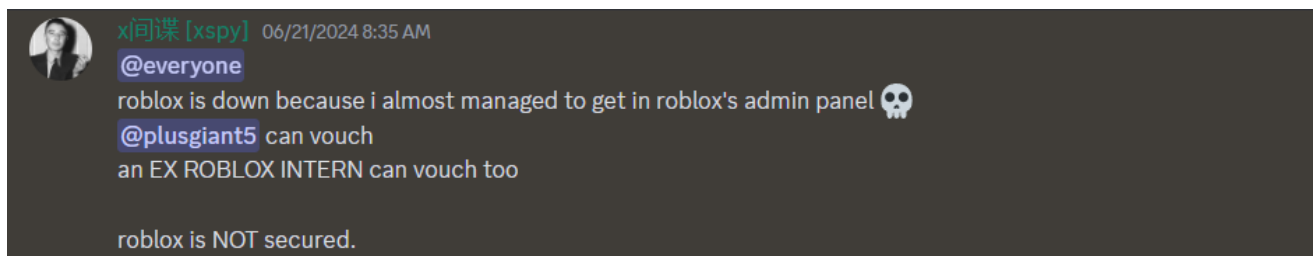 x间谍 [xspy] 06/21/2024 8:35 AM
@everyone
roblox is down because i almost managed to get in roblox's admin panel 💀
@plusgiant5 can vouch
an EX ROBLOX INTERN can vouch too
roblox is NOT secured.